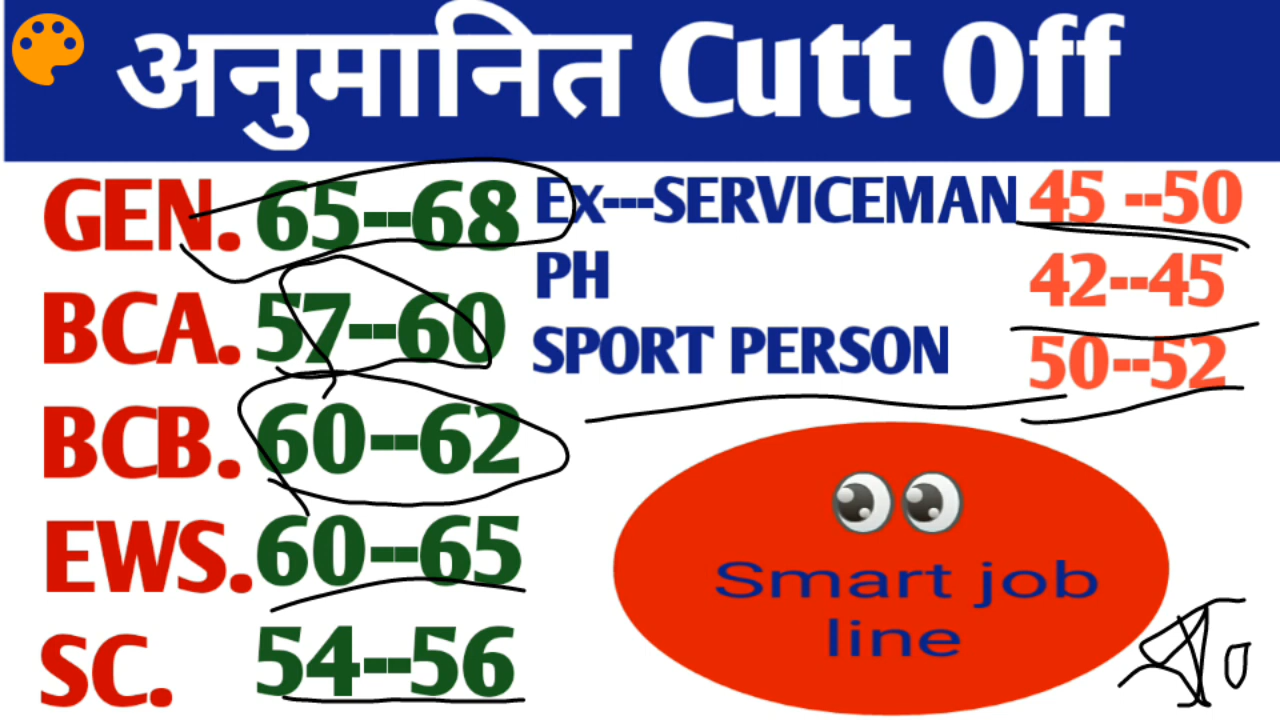 अनुमानित Cutt Off
GEN. 65--68
BCA. 57--60
BCB. 60--62
EWS. 60--65
SC. 54--56
Ex---SERVICEMAN 45 --50
PH 42--45
SPORT PERSON 50--52
Smart job
line